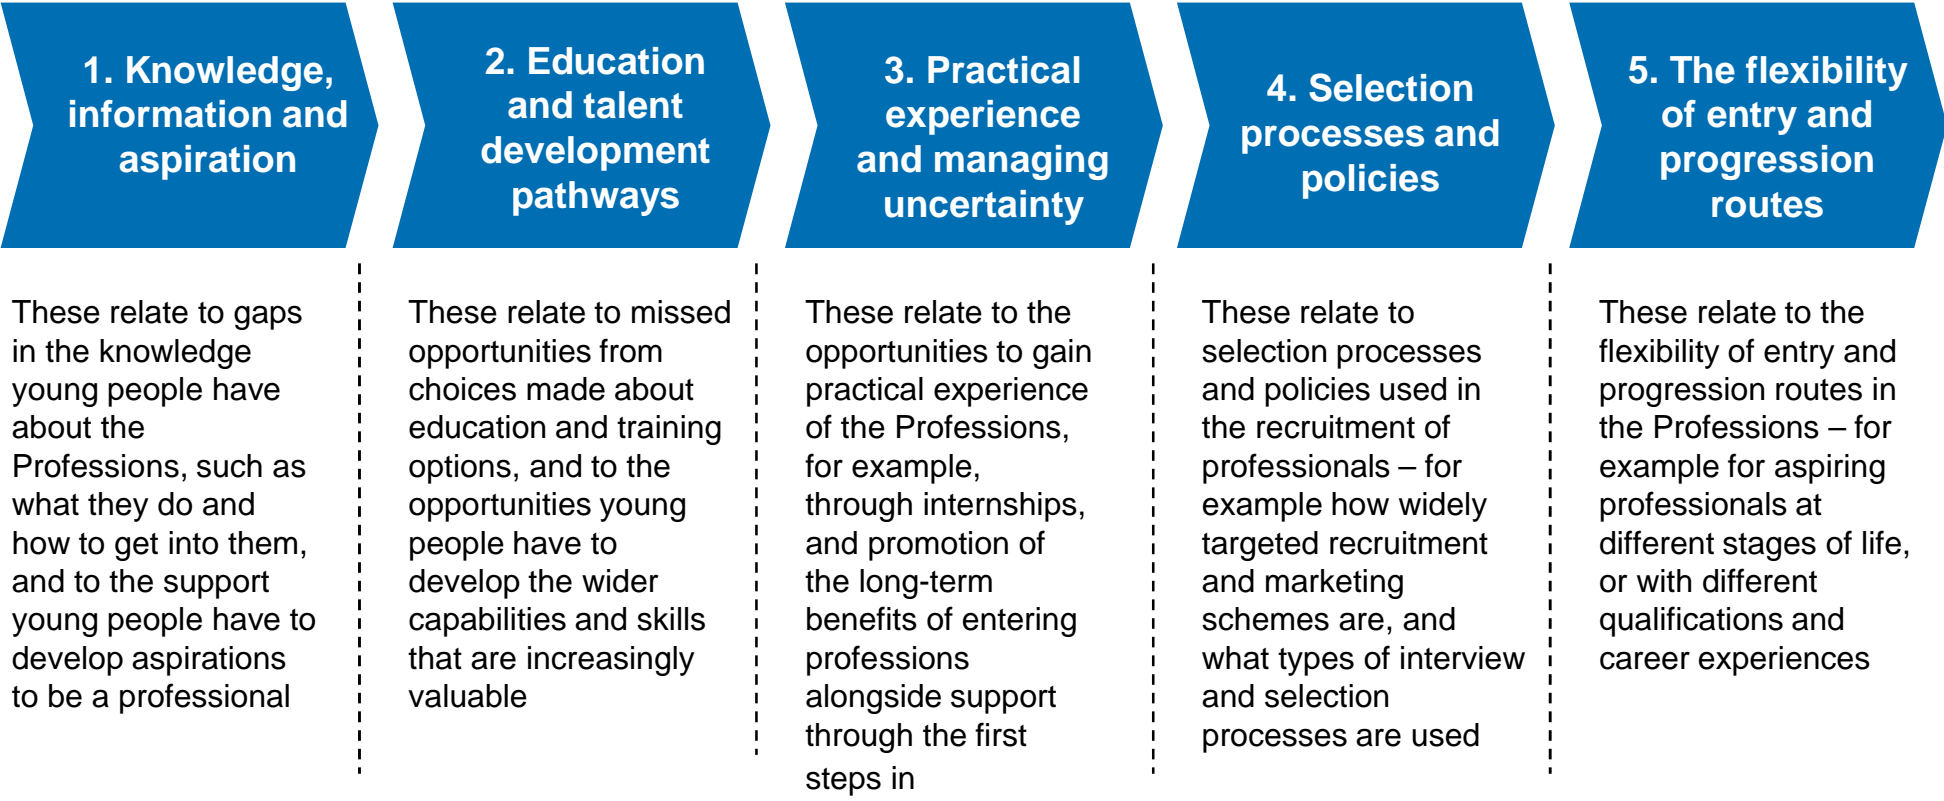 1. Knowledge,
information and
aspiration
2. Education
and talent
development
pathways
3. Practical
experience
and managing
uncertainty
4. Selection
processes and
policies
5. The flexibility
of entry and
progression
routes
These relate to gaps
in the knowledge
young people have
about the
Professions, such as
what they do and
how to get into them,
and to the support
young people have to
develop aspirations
to be a professional
These relate to missed
opportunities from
choices made about
education and training
options, and to the
opportunities young
people have to
develop the wider
capabilities and skills
that are increasingly
valuable
These relate to the
opportunities to gain
practical experience
of the Professions,
for example,
through internships,
and promotion of
the long-term
benefits of entering
professions
alongside support
through the first
steps in
These relate to
selection processes
and policies used in
the recruitment of
professionals – for
example how widely
targeted recruitment
and marketing
schemes are, and
what types of interview
and selection
processes are used
These relate to the
flexibility of entry and
progression routes in
the Professions – for
example for aspiring
professionals at
different stages of life,
or with different
qualifications and
career experiences